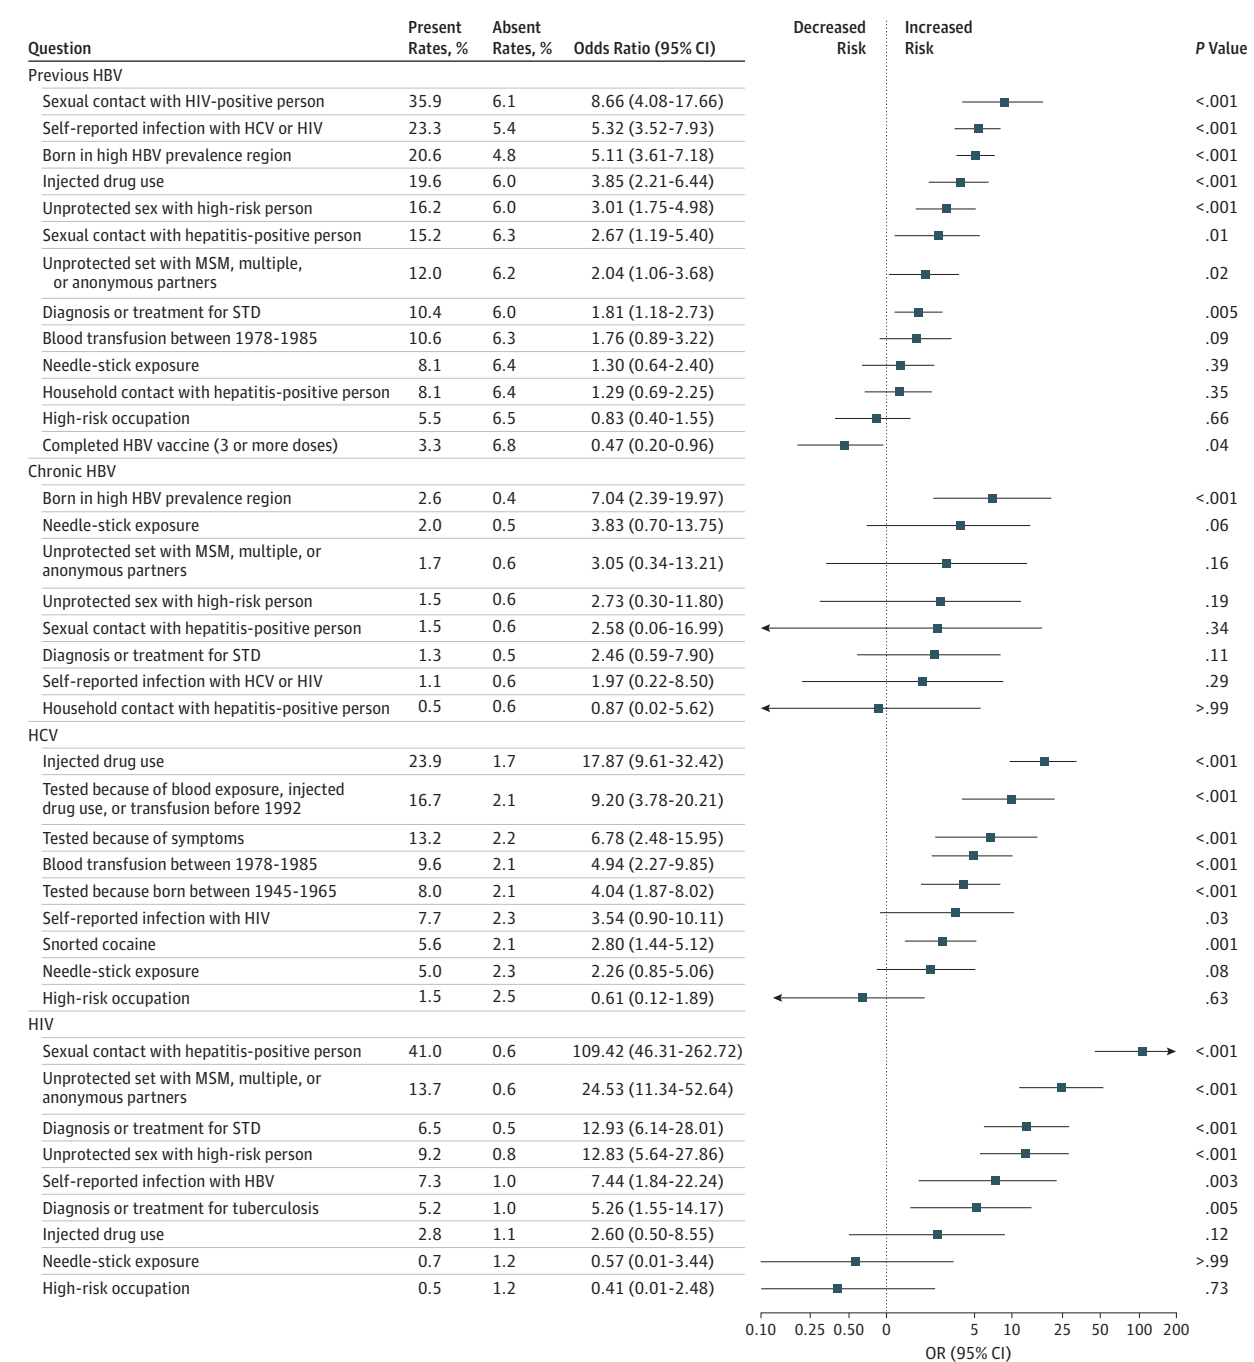 Question Present Rates, % Absent Rates, % Odds Ratio (95% CI) Decreased Risk Increased Risk P Value
Previous HBV
Sexual contact with HIV-positive person 35.9 6.1 8.66 (4.08-17.66) <.001
Self-reported infection with HCV or HIV 23.3 5.4 5.32 (3.52-7.93) <.001
Born in high HBV prevalence region 20.6 4.8 5.11 (3.61-7.18) <.001
Injected drug use 19.6 6.0 3.85 (2.21-6.44) <.001
Unprotected sex with high-risk person 16.2 6.0 3.01 (1.75-4.98) <.001
Sexual contact with hepatitis-positive person 15.2 6.3 2.67 (1.19-5.40) .01
Unprotected set with MSM, multiple,
or anonymous partners 12.0 6.2 2.04 (1.06-3.68) .02
Diagnosis or treatment for STD 10.4 6.0 1.81 (1.18-2.73) .005
Blood transfusion between 1978-1985 10.6 6.3 1.76 (0.89-3.22) .09
Needle-stick exposure 8.1 6.4 1.30 (0.64-2.40) .39
Household contact with hepatitis-positive person 8.1 6.4 1.29 (0.69-2.25) .35
High-risk occupation 5.5 6.5 0.83 (0.40-1.55) .66
Completed HBV vaccine (3 or more doses) 3.3 6.8 0.47 (0.20-0.96) .04
Chronic HBV
Born in high HBV prevalence region 2.6 0.4 7.04 (2.39-19.97) <.001
Needle-stick exposure 2.0 0.5 3.83 (0.70-13.75) .06
Unprotected set with MSM, multiple, or
anonymous partners 1.7 0.6 3.05 (0.34-13.21) .16
Unprotected sex with high-risk person 1.5 0.6 2.73 (0.30-11.80) .19
Sexual contact with hepatitis-positive person 1.5 0.6 2.58 (0.06-16.99) .34
Diagnosis or treatment for STD 1.3 0.5 2.46 (0.59-7.90) .11
Self-reported infection with HCV or HIV 1.1 0.6 1.97 (0.22-8.50) .29
Household contact with hepatitis-positive person 0.5 0.6 0.87 (0.02-5.62) >.99
HCV
Injected drug use 23.9 1.7 17.87 (9.61-32.42) <.001
Tested because of blood exposure, injected
drug use, or transfusion before 1992 16.7 2.1 9.20 (3.78-20.21) <.001
Tested because of symptoms 13.2 2.2 6.78 (2.48-15.95) <.001
Blood transfusion between 1978-1985 9.6 2.1 4.94 (2.27-9.85) <.001
Tested because born between 1945-1965 8.0 2.1 4.04 (1.87-8.02) <.001
Self-reported infection with HIV 7.7 2.3 3.54 (0.90-10.11) .03
Snorted cocaine 5.6 2.1 2.80 (1.44-5.12) .001
Needle-stick exposure 5.0 2.3 2.26 (0.85-5.06) .08
High-risk occupation 1.5 2.5 0.61 (0.12-1.89) .63
HIV
Sexual contact with hepatitis-positive person 41.0 0.6 109.42 (46.31-262.72) <.001
Unprotected set with MSM, multiple, or
anonymous partners 13.7 0.6 24.53 (11.34-52.64) <.001
Diagnosis or treatment for STD 6.5 0.5 12.93 (6.14-28.01) <.001
Unprotected sex with high-risk person 9.2 0.8 12.83 (5.64-27.86) <.001
Self-reported infection with HBV 7.3 1.0 7.44 (1.84-22.24) .003
Diagnosis or treatment for tuberculosis 5.2 1.0 5.26 (1.55-14.17) .005
Injected drug use 2.8 1.1 2.60 (0.50-8.55) .12
Needle-stick exposure 0.7 1.2 0.57 (0.01-3.44) >.99
High-risk occupation 0.5 1.2 0.41 (0.01-2.48) .73
0.10 0.25 0.50 0 5 10 25 50 100 200
OR (95% CI)